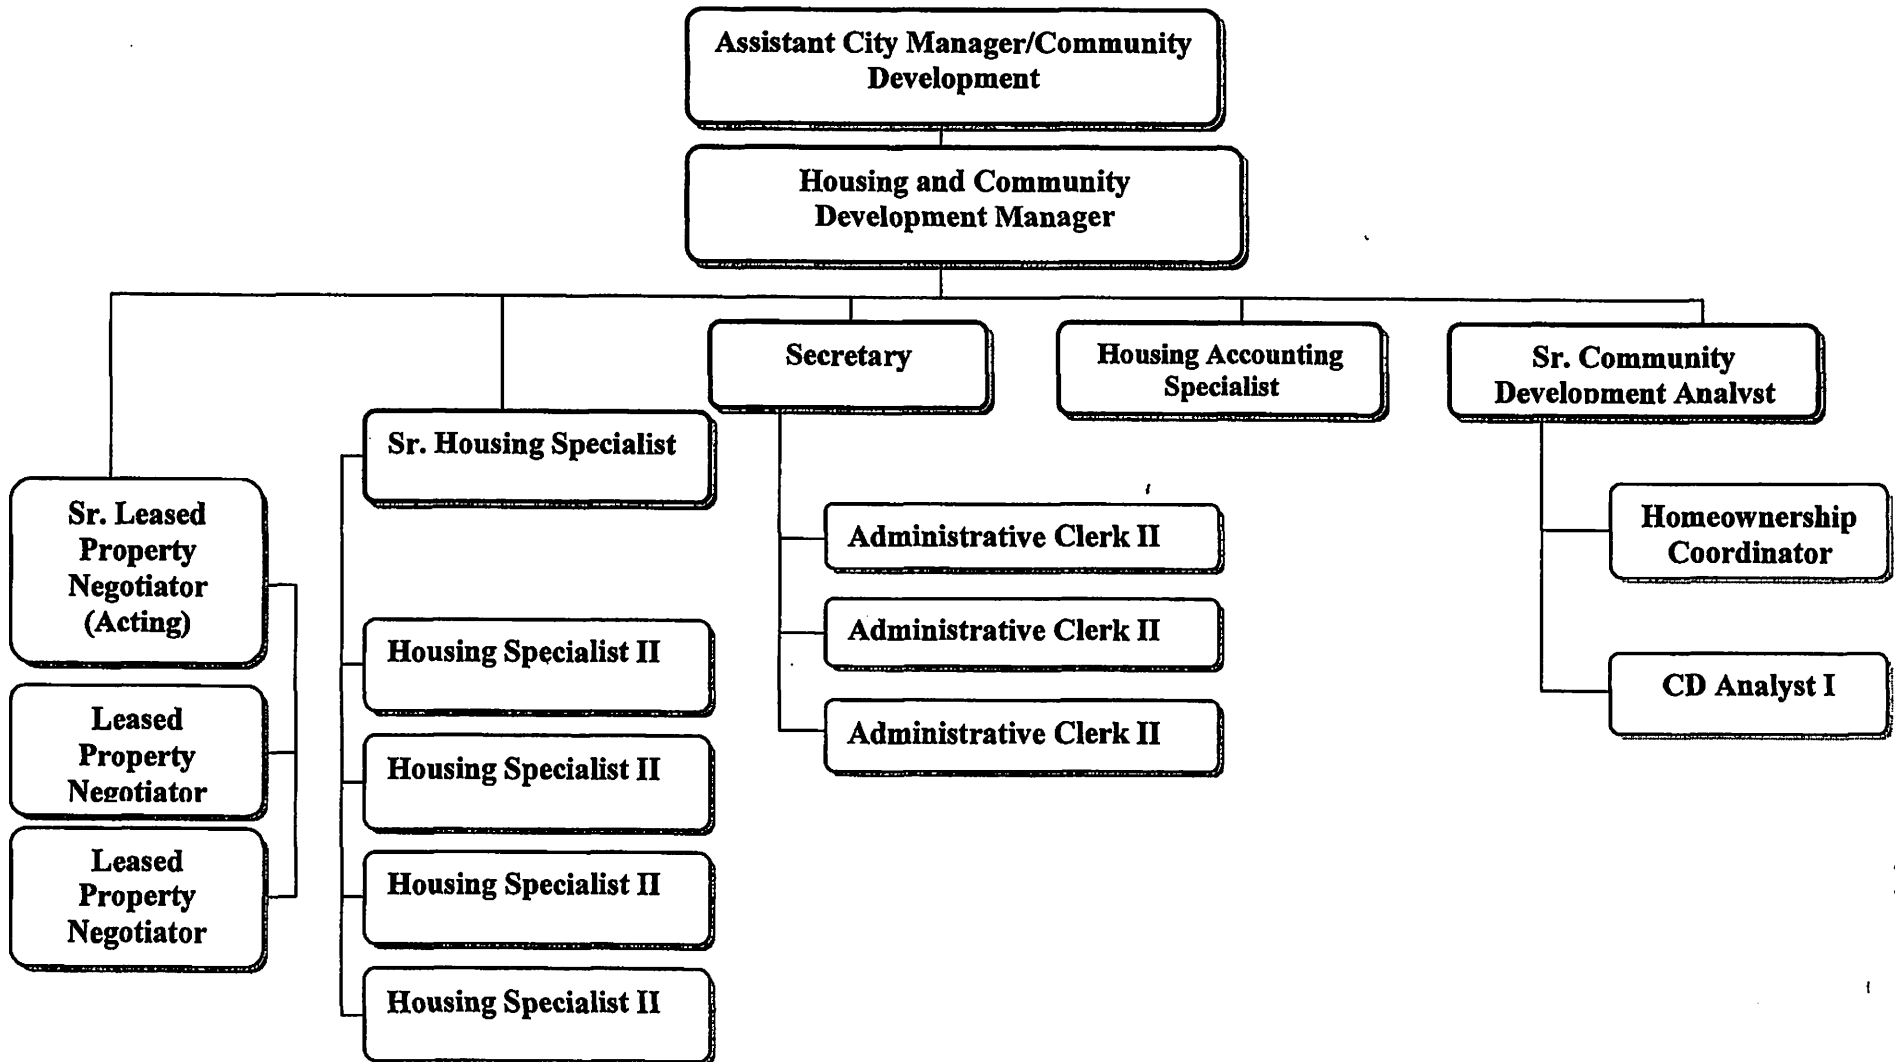 Assistant City Manager/Community
Development
Housing and Community
Development Manager
Secretary
Housing Accounting
Specialist
Sr. Community
Development Analyst
Sr. Housing Specialist
Sr. Leased
Property
Negotiator
(Acting)
Leased
Property
Negotiator
Leased
Property
Negotiator
Housing Specialist II
Housing Specialist II
Housing Specialist II
Housing Specialist II
Administrative Clerk II
Administrative Clerk II
Administrative Clerk II
Homeownership
Coordinator
CD Analyst I